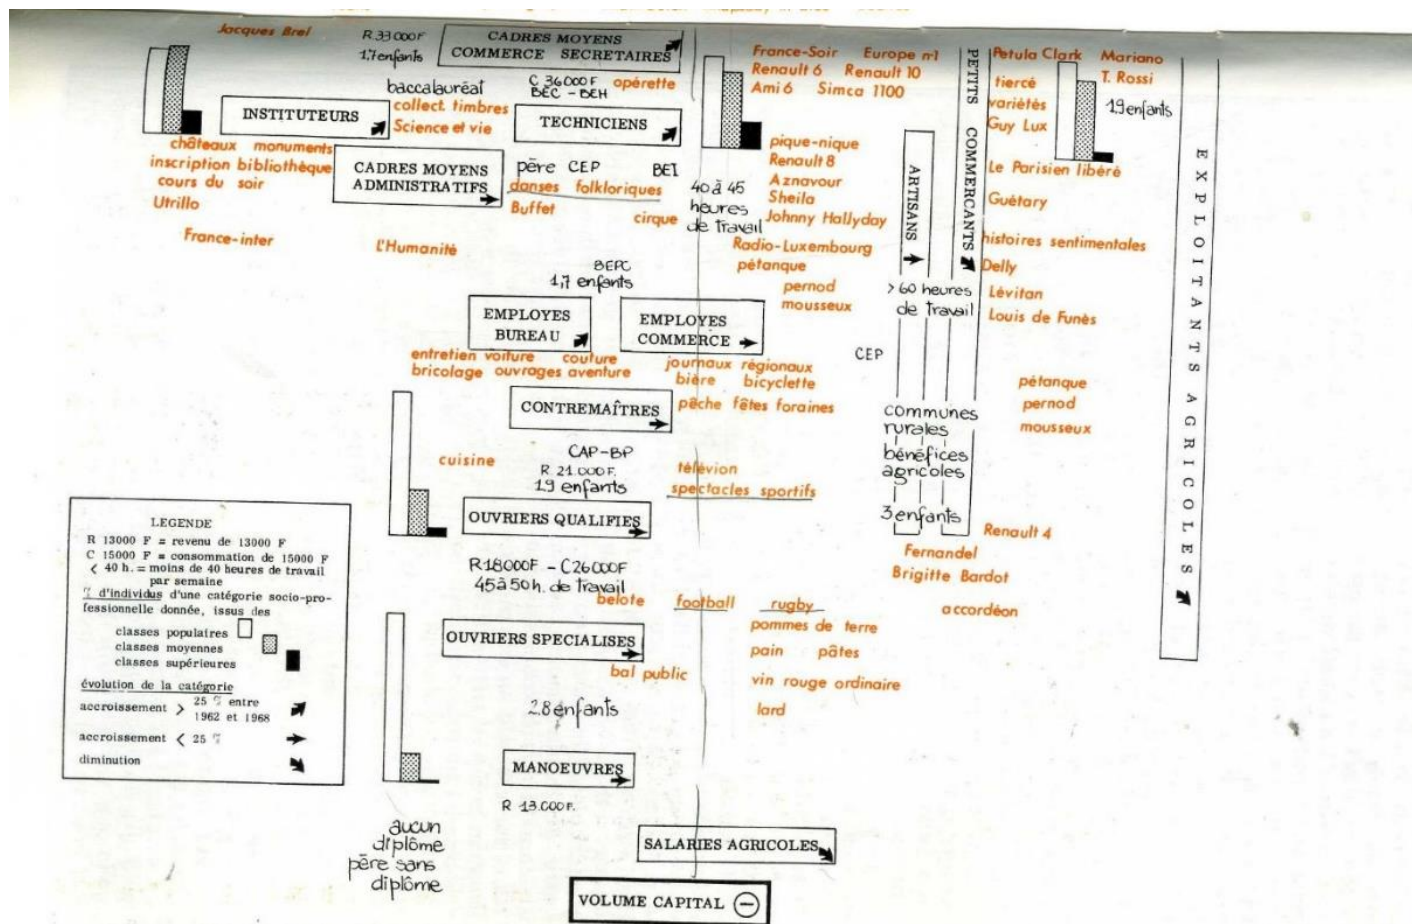 Jacques Brel
R 33 000 F
1,7 enfants
CADRES MOYENS
COMMERCE SECRETAIRES
baccalauréat
collect. timbres
Science et vie
C 36000 F
BEC - BEH
opérette
INSTITUTEURS
TECHNICIENS
châteaux monuments
inscription bibliothèque
cours du soir
Utrillo
CADRES MOYENS
ADMINISTRATIFS
père CEP
BEI
danses folkloriques
Buffet
cirque
France-inter
L'Humanité
France-Soir Europe n·1
Renault 6 Renault 10
Ami 6 Simca 1100
pique-nique
Renault 8
Aznavour
Sheila
Johnny Hallyday
40 à 45
heures
de travail
Radio-Luxembourg
pétanque
pernod
mousseux
ARTISANS
PETITS COMMERCANTS
> 60 heures
de travail
CEP
communes
rurales
bénéfices
agricoles
3 enfants
Petula Clark Mariano
T. Rossi
tiercé
variétés
Guy Lux
1.9 enfants
Le Parisien libéré
Guétary
histoires sentimentales
Delly
Lévitan
Louis de Funès
pétanque
pernod
mousseux
Renault 4
Fernandel
Brigitte Bardot
accordéon
EXPLOITANTS AGRICOLES
BEPC
1,7 enfants
EMPLOYES
BUREAU
EMPLOYES
COMMERCE
entretien voiture couture
bricolage ouvrages aventure
journaux régionaux
bière bicyclette
CONTREMAÎTRES
pêche fêtes foraines
CAP-BP
cuisine
R 21.000 F.
1.9 enfants
télévion
spectacles sportifs
OUVRIERS QUALIFIES
R18000F - C26000F
45 à 50 h. de travail
belote football rugby
pommes de terre
OUVRIERS SPECIALISES
pain pâtes
bal public
vin rouge ordinaire
lard
2.8 enfants
MANOEUVRES
R 13.000 F.
aucun
diplôme
père sans
diplôme
SALARIES AGRICOLES
VOLUME CAPITAL −
LEGENDE
R 13000 F = revenu de 13000 F
C 15000 F = consommation de 15000 F
< 40 h. = moins de 40 heures de travail
par semaine
% d'individus d'une catégorie socio-pro-
fessionnelle donnée, issus des
classes populaires
classes moyennes
classes supérieures
évolution de la catégorie
accroissement > 25 % entre
1962 et 1968
accroissement < 25 %
diminution